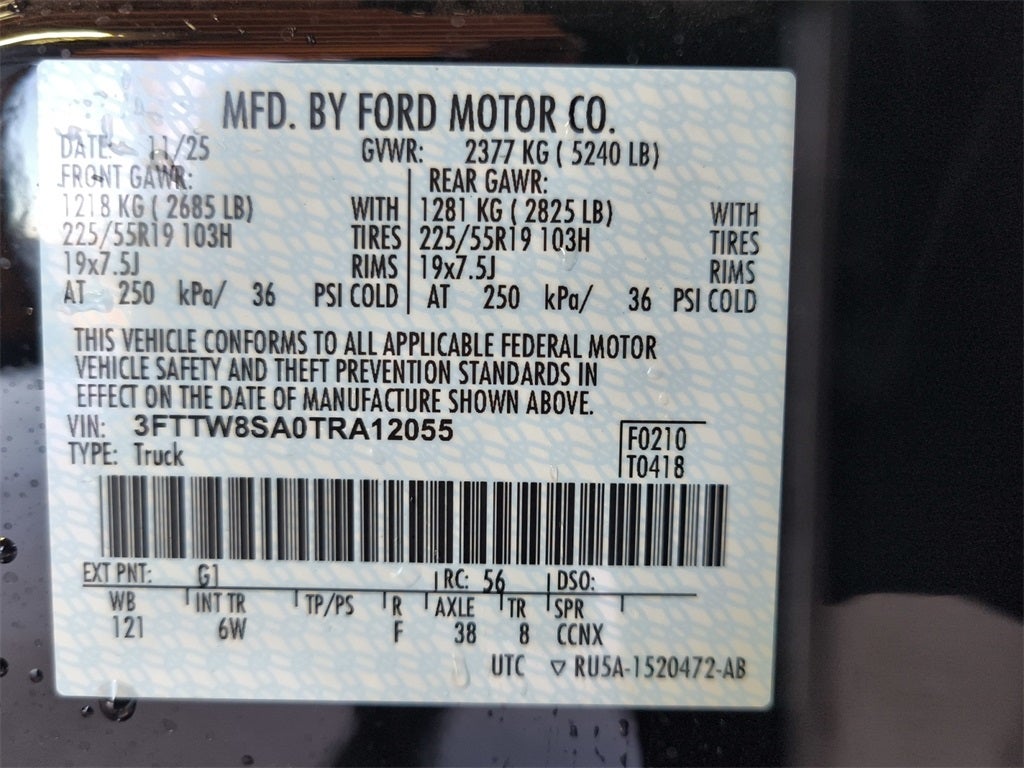 MFD. BY FORD MOTOR CO.
DATE: 11/25 GVWR: 2377 KG ( 5240 LB)
FRONT GAWR: REAR GAWR:
1218 KG ( 2685 LB) WITH 1281 KG ( 2825 LB) WITH
225/55R19 103H TIRES 225/55R19 103H TIRES
19x7.5J RIMS 19x7.5J RIMS
AT 250 kPa/ 36 PSI COLD AT 250 kPa/ 36 PSI COLD
THIS VEHICLE CONFORMS TO ALL APPLICABLE FEDERAL MOTOR
VEHICLE SAFETY AND THEFT PREVENTION STANDARDS IN
EFFECT ON THE DATE OF MANUFACTURE SHOWN ABOVE.
VIN: 3FTTW8SA0TRA12055
TYPE: Truck
F0210
T0418
EXT PNT: G1 RC: 56 DSO:
WB INT TR TP/PS R AXLE TR SPR
121 6W F 38 8 CCNX
UTC ▽ RU5A-1520472-AB